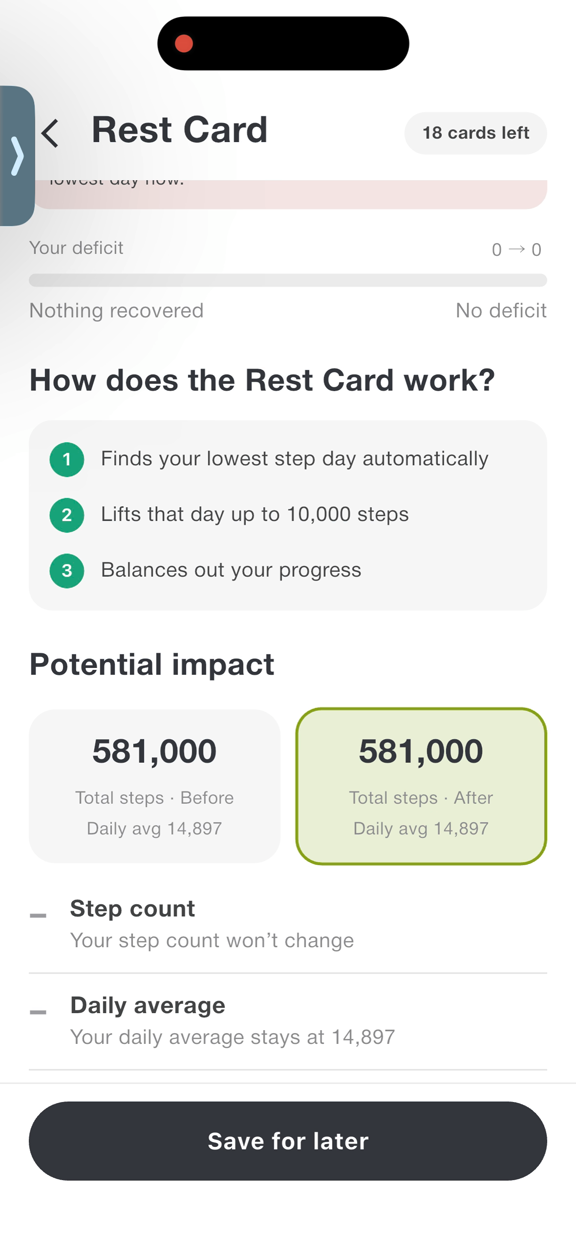 Rest Card
18 cards left
lowest day now.
Your deficit
0 → 0
Nothing recovered
No deficit
How does the Rest Card work?
1 Finds your lowest step day automatically
2 Lifts that day up to 10,000 steps
3 Balances out your progress
Potential impact
581,000
Total steps · Before
Daily avg 14,897
581,000
Total steps · After
Daily avg 14,897
Step count
Your step count won’t change
Daily average
Your daily average stays at 14,897
Save for later